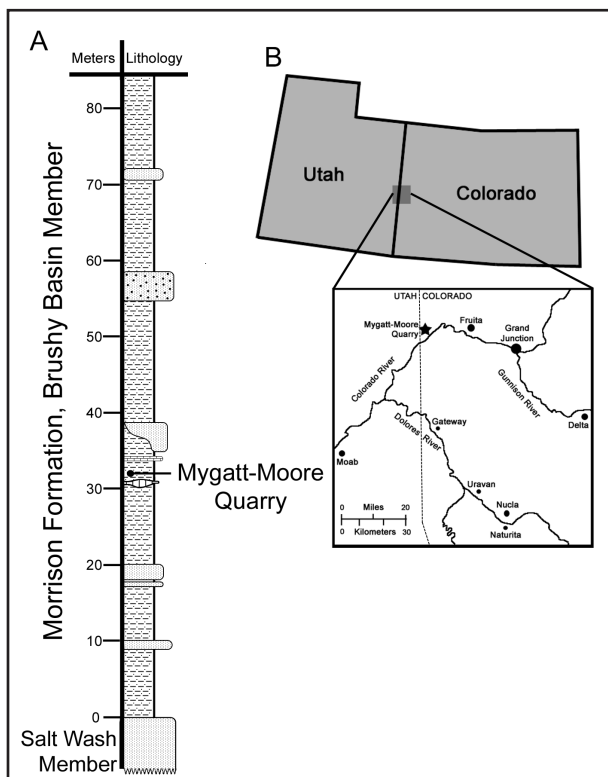 A
Meters
Lithology
80
70
60
50
40
30
20
10
0
Morrison Formation, Brushy Basin Member
Mygatt-Moore
Quarry
Salt Wash
Member
B
Utah
Colorado
UTAH
COLORADO
Mygatt-Moore
Quarry
Fruita
Grand
Junction
Colorado River
Gunnison River
Delta
Dolores River
Gateway
Moab
Uravan
Nucla
Naturita
Miles
0
20
0
30
Kilometers